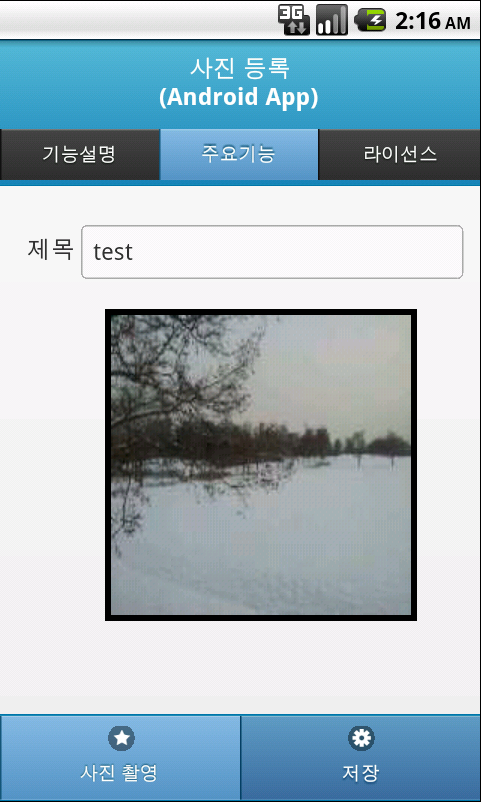 3G 2:16 AM
사진 등록
(Android App)
기능설명 주요기능 라이선스
제목 test
사진 촬영 저장